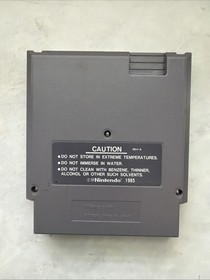 CAUTION
REV-A
●DO NOT STORE IN EXTREME TEMPERATURES.
●DO NOT IMMERSE IN WATER.
●DO NOT CLEAN WITH BENZENE, THINNER,
ALCOHOL OR OTHER SUCH SOLVENTS.
©Nintendo 1985